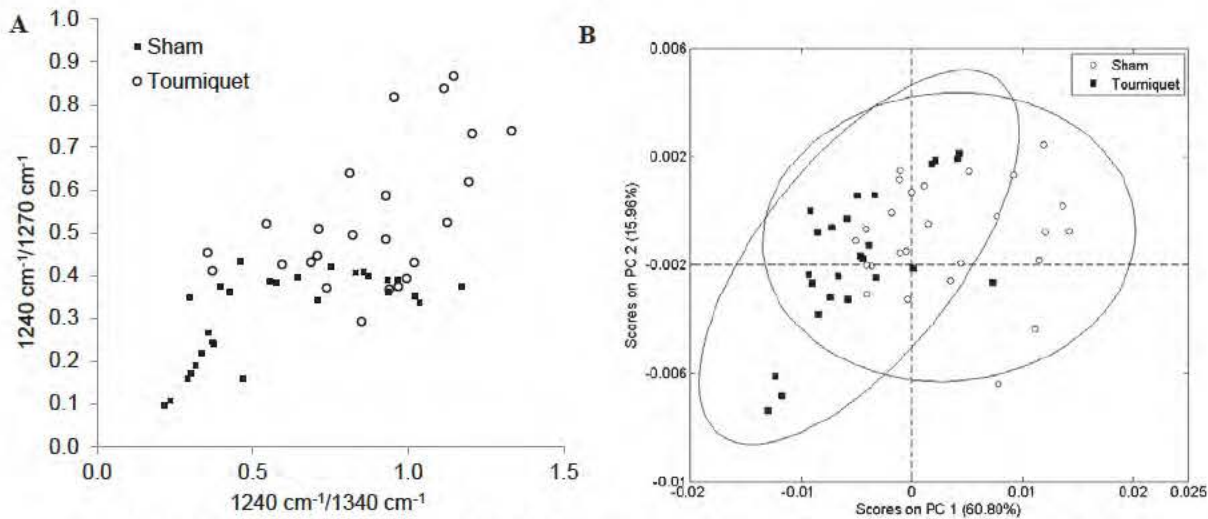 A
1.0
0.9
0.8
0.7
0.6
0.5
0.4
0.3
0.2
0.1
0.0
1240 cm⁻¹/1270 cm⁻¹
Sham
Tourniquet
0.0 0.5 1.0 1.5
1240 cm⁻¹/1340 cm⁻¹
B
0.006
0.002
-0.002
-0.006
-0.01
Scores on PC 2 (15.96%)
Sham
Tourniquet
-0.02 -0.01 0 0.01 0.02 0.025
Scores on PC 1 (60.80%)